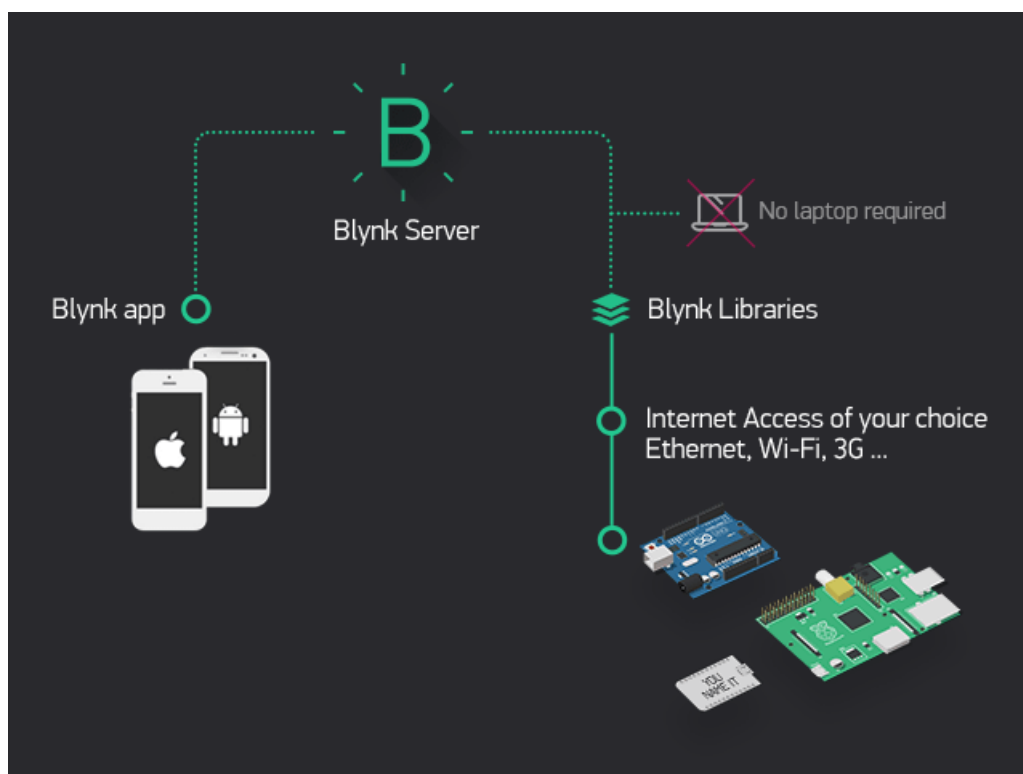 B
Blynk Server
No laptop required
Blynk app
Blynk Libraries
Internet Access of your choice
Ethernet, Wi-Fi, 3G ...
YOU
NAME IT